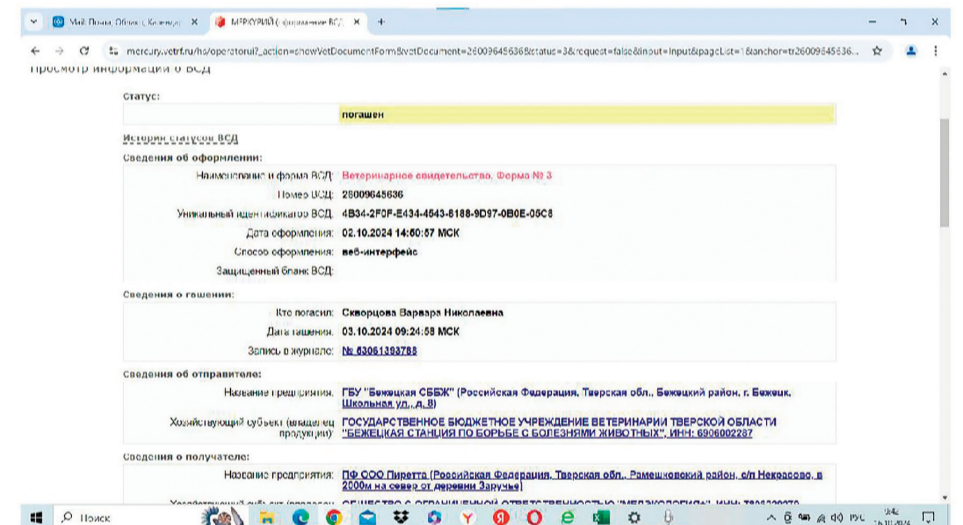 Mail: Почта, Облако, Календарь
МЕРКУРИЙ (
mercury.vetrf.ru/hs/operatorui?_action=showVetDocumentForm&vetDocument=26009645636&status=3&request=false&input=Input&pageList=1&anchor=tr26009645636...
Просмотр информации о ВСД
Статус:
погашен
История статусов ВСД
Сведения об оформлении:
Наименование и форма ВСД: Ветеринарное свидетельство. Форма № 3
Номер ВСД: 26009645636
Уникальный идентификатор ВСД: 4B34-2F0F-E434-4543-8188-9D97-0B0E-05C8
Дата оформления: 02.10.2024 14:50:57 МСК
Способ оформления: веб-интерфейс
Защищенный бланк ВСД:
Сведения о гашении:
Кто погасил: Скворцова Варвара Николаевна
Дата гашения: 03.10.2024 09:24:58 МСК
Запись в журнале: № 63061393788
Сведения об отправителе:
Название предприятия: ГБУ "Бежецкая СББЖ" (Российская Федерация, Тверская обл., Бежецкий район, г. Бежецк,
Школьная ул., д. 8)
Хозяйствующий субъект (владелец ГОСУДАРСТВЕННОЕ БЮДЖЕТНОЕ УЧРЕЖДЕНИЕ ВЕТЕРИНАРИИ ТВЕРСКОЙ ОБЛАСТИ
продукции): "БЕЖЕЦКАЯ СТАНЦИЯ ПО БОРЬБЕ С БОЛЕЗНЯМИ ЖИВОТНЫХ", ИНН: 6906002287
Сведения о получателе:
Название предприятия: ПФ ООО Пиретта (Российская Федерация, Тверская обл., Рамешковский район, с/п Некрасово, в
2000м на север от деревни Заручье)
Поиск
РУС